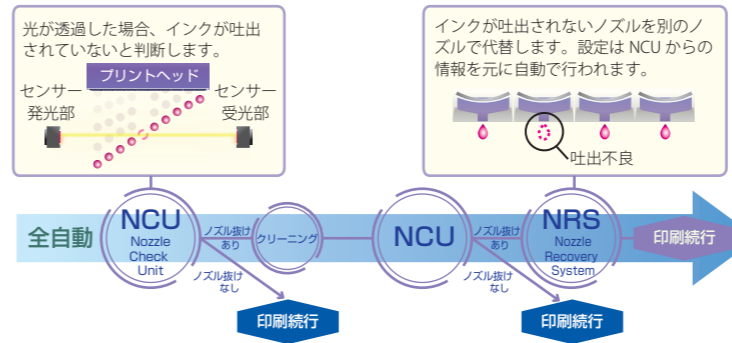 光が透過した場合、インクが吐出
されていないと判断します。
プリントヘッド
センサー
発光部
センサー
受光部
インクが吐出されないノズルを別のノ
ズルで代替します。設定は NCU からの
情報を元に自動で行われます。
吐出不良
全自動
NCU
Nozzle
Check
Unit
ノズル抜け
あり
ノズル抜け
なし
クリーニング
印刷続行
NCU
ノズル抜け
あり
ノズル抜け
なし
NRS
Nozzle
Recovery
System
印刷続行
印刷続行